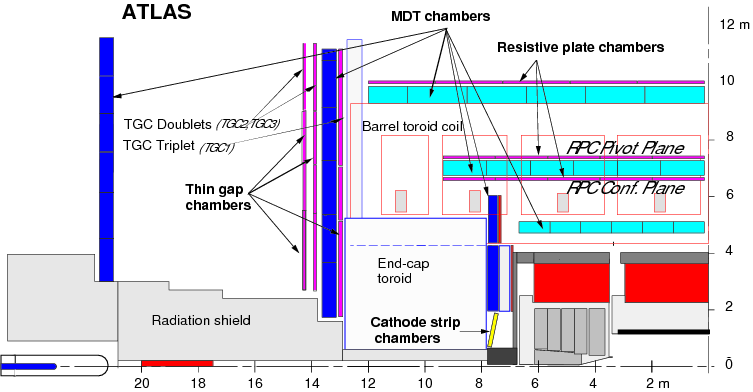 ATLAS
MDT chambers
12 m
Resistive plate chambers
10
TGC Doublets (TGC2,TGC3)
Barrel toroid coil
TGC Triplet (TGC1)
8
RPC Pivot Plane
Thin gap
chambers
RPC Conf. Plane
6
4
End-cap
toroid
2
Radiation shield
Cathode strip
chambers
0
20 18 16 14 12 10 8 6 4 2 m